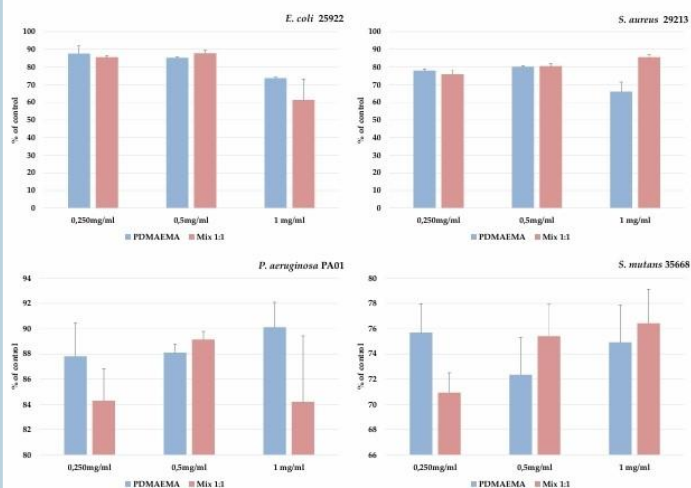 E. coli 25922
100
90
80
70
60
50
40
30
20
10
0
% of control
0,250mg/ml 0,5mg/ml 1 mg/ml
PDMAEMA Mix 1:1
S. aureus 29213
100
90
80
70
60
50
40
30
20
10
0
% of control
0,250mg/ml 0,5mg/ml 1 mg/ml
PDMAEMA Mix 1:1
P. aeruginosa PA01
94
92
90
88
86
84
82
80
% of control
0,250mg/ml 0,5mg/ml 1 mg/ml
PDMAEMA Mix 1:1
S. mutans 35668
80
78
76
74
72
70
68
66
% of control
0,250mg/ml 0,5mg/ml 1 mg/ml
PDMAEMA Mix 1:1